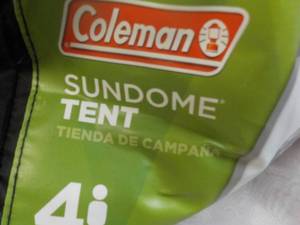 Coleman
SUNDOME®
TENT
TIENDA DE CAMPAÑA
4